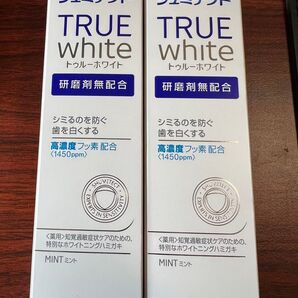 シュミテクト
TRUE
white
トゥルーホワイト
研磨剤無配合
シミるのを防ぐ
歯を白くする
高濃度フッ素 配合
〈1450ppm〉
〈薬用〉知覚過敏症状ケアのための、
特別なホワイトニングハミガキ
MINT ミント
シュミテクト
TRUE
white
トゥルーホワイト
研磨剤無配合
シミるのを防ぐ
歯を白くする
高濃度フッ素 配合
〈1450ppm〉
〈薬用〉知覚過敏症状ケアのための、
特別なホワイトニングハミガキ
MINT ミント